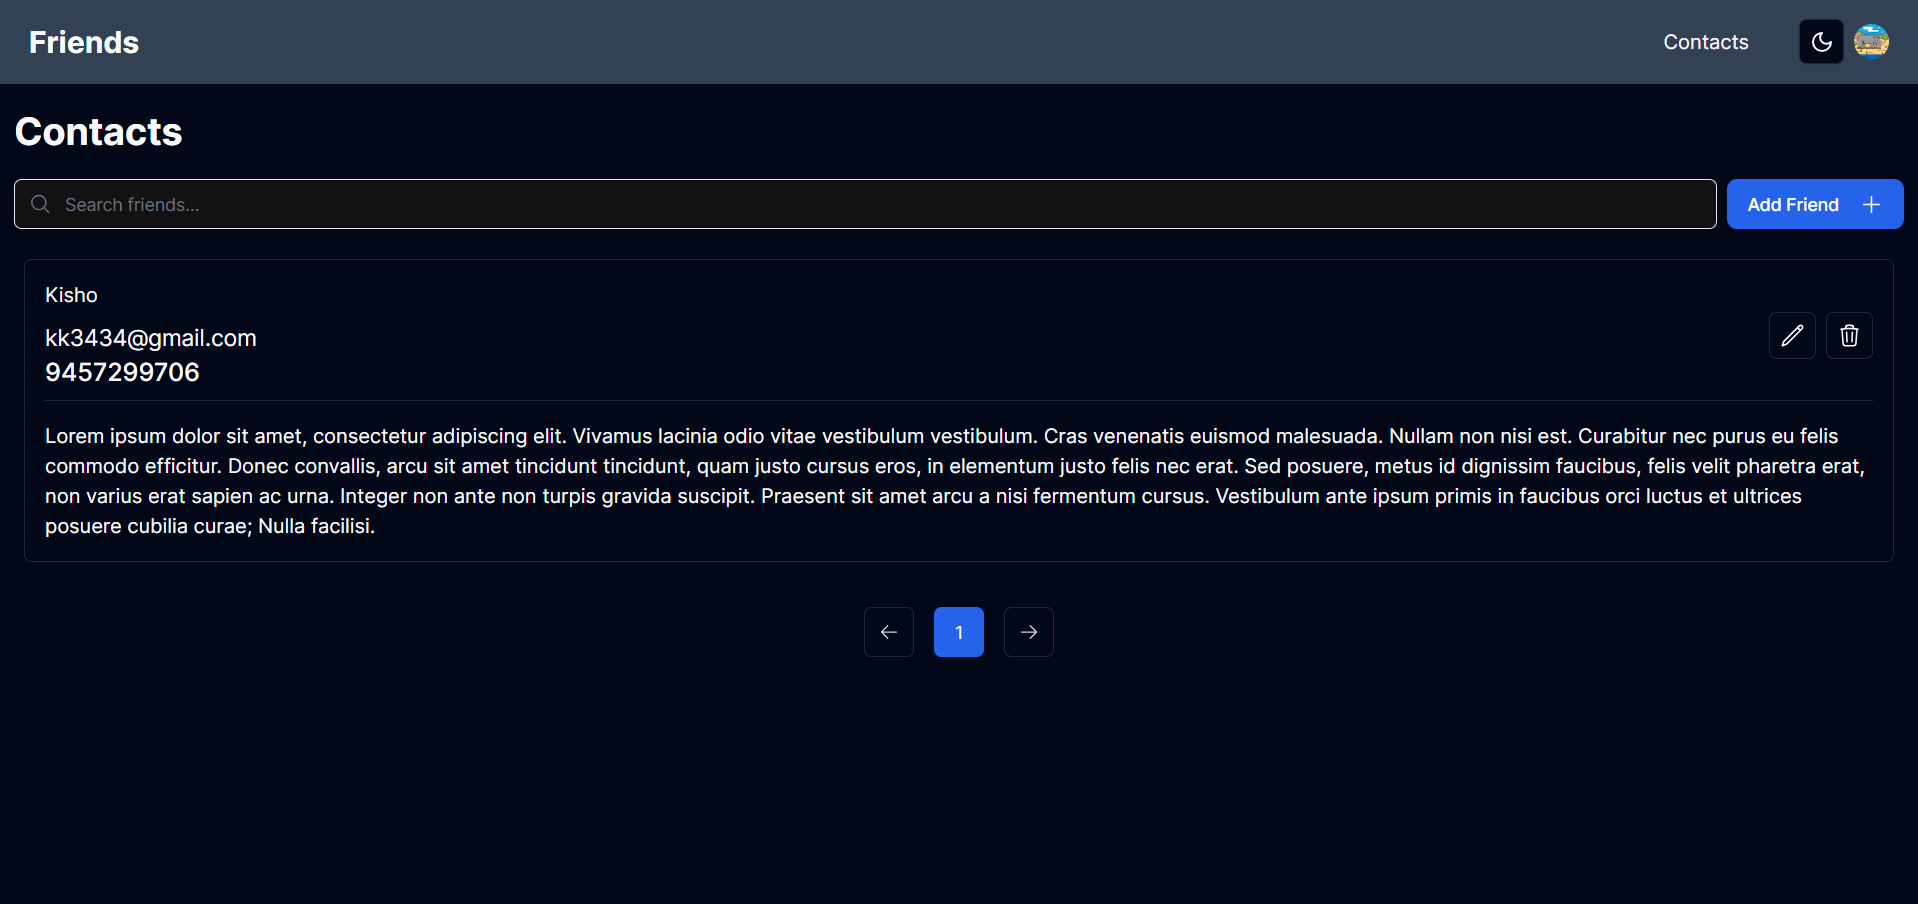 Friends
Contacts
Contacts
Search friends...
Add Friend
Kisho
kk3434@gmail.com
9457299706
Lorem ipsum dolor sit amet, consectetur adipiscing elit. Vivamus lacinia odio vitae vestibulum vestibulum. Cras venenatis euismod malesuada. Nullam non nisi est. Curabitur nec purus eu felis
commodo efficitur. Donec convallis, arcu sit amet tincidunt tincidunt, quam justo cursus eros, in elementum justo felis nec erat. Sed posuere, metus id dignissim faucibus, felis velit pharetra erat,
non varius erat sapien ac urna. Integer non ante non turpis gravida suscipit. Praesent sit amet arcu a nisi fermentum cursus. Vestibulum ante ipsum primis in faucibus orci luctus et ultrices
posuere cubilia curae; Nulla facilisi.
1